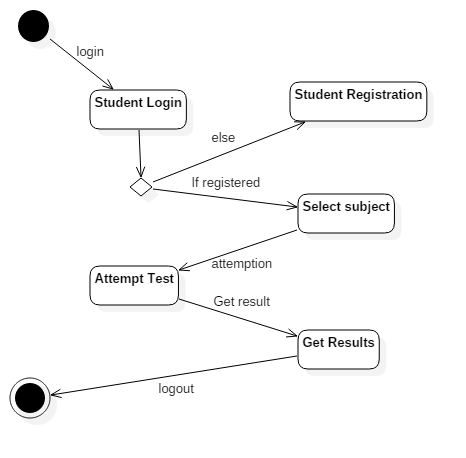 login
Student Login
Student Registration
else
If registered
Select subject
attemption
Attempt Test
Get result
Get Results
logout